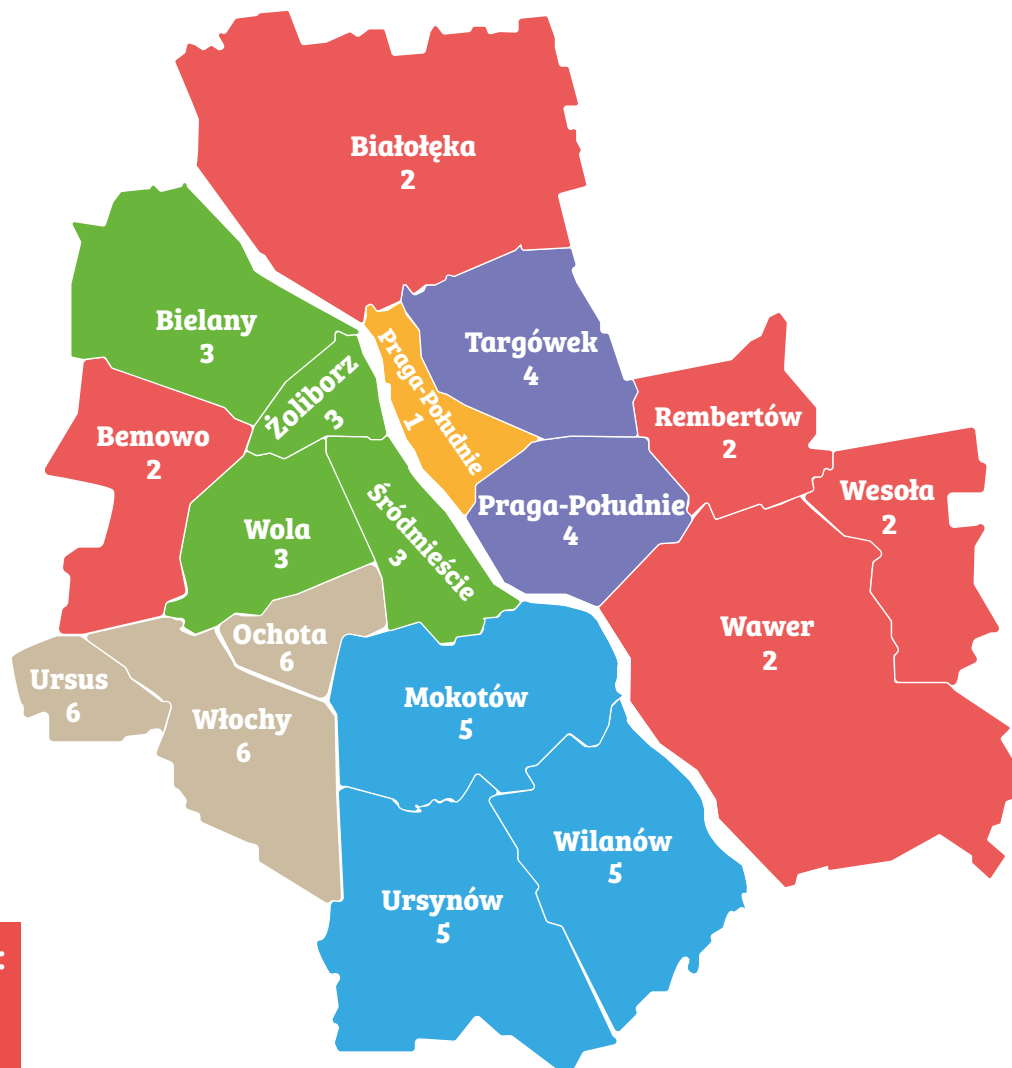 Białołęka
2
Bielany
3
Targówek
4
Praga-Południe
1
Żoliborz
3
Rembertów
2
Bemowo
2
Wesoła
2
Praga-Południe
4
Śródmieście
3
Wola
3
Ochota
6
Wawer
2
Ursus
6
Włochy
6
Mokotów
5
Wilanów
5
Ursynów
5
: